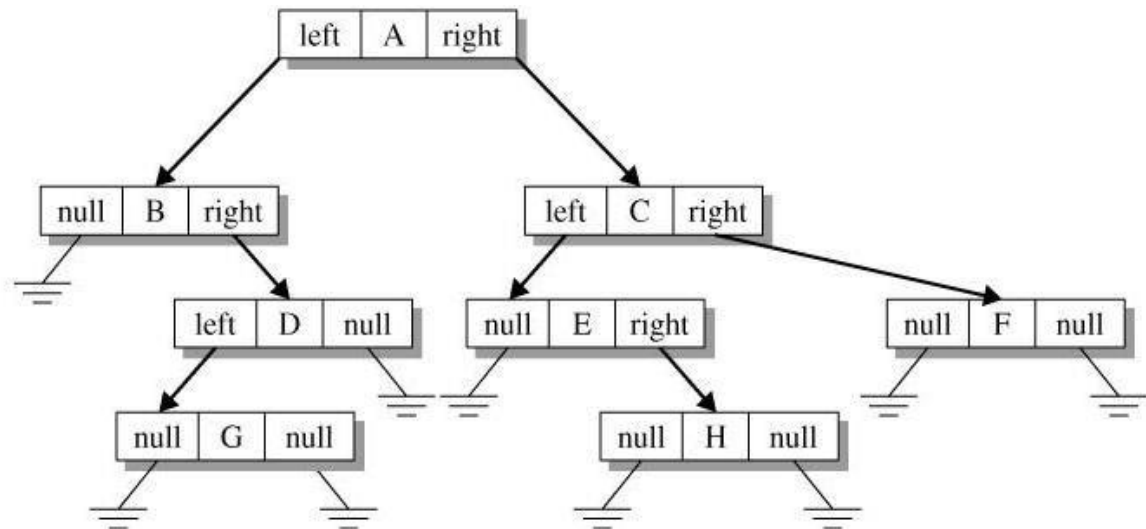 left A right
null B right
left C right
left D null
null E right
null F null
null G null
null H null